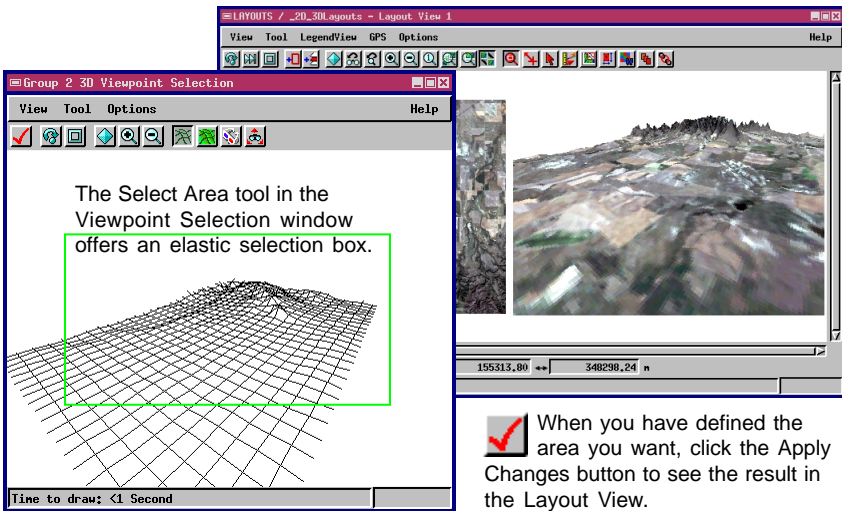 LAYOUTS / _2D_3DLayouts - Layout View 1
View Tool LegendView GPS Options Help
Group 2 3D Viewpoint Selection
View Tool Options Help
The Select Area tool in the
Viewpoint Selection window
offers an elastic selection box.
155313.80 348298.24 m
Time to draw: <1 Second
When you have defined the
area you want, click the Apply
Changes button to see the result in
the Layout View.